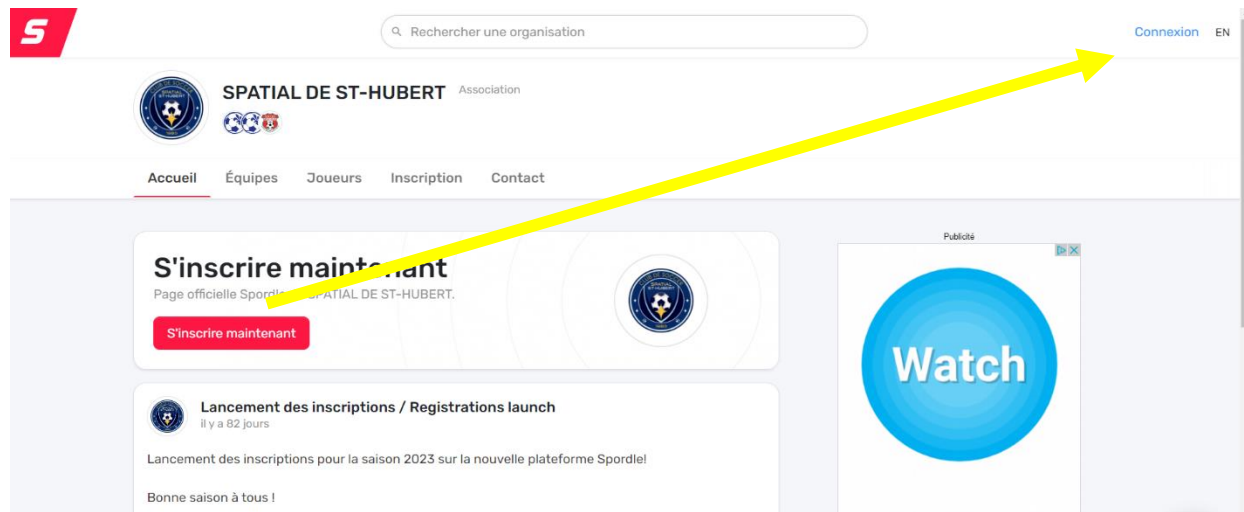 S
Rechercher une organisation
Connexion EN
SPATIAL DE ST-HUBERT Association
Accueil Équipes Joueurs Inscription Contact
S'inscrire maintenant
Page officielle SPATIAL DE ST-HUBERT.
S'inscrire maintenant
Publicité
Watch
Lancement des inscriptions / Registrations launch
il y a 82 jours
Lancement des inscriptions pour la saison 2023 sur la nouvelle plateforme Spordle!
Bonne saison à tous !